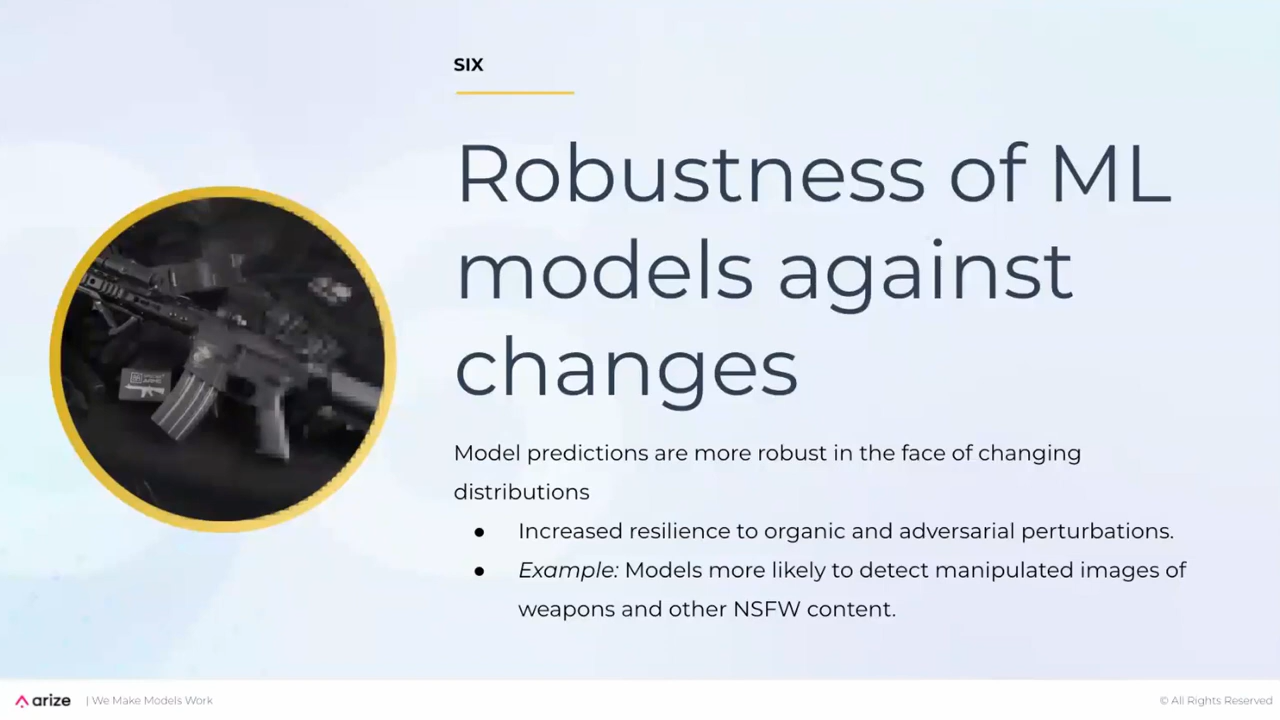 SIX
Robustness of ML
models against
changes
Model predictions are more robust in the face of changing
distributions
● Increased resilience to organic and adversarial perturbations.
● Example: Models more likely to detect manipulated images of
weapons and other NSFW content.
arize | We Make Models Work
© All Rights Reserved